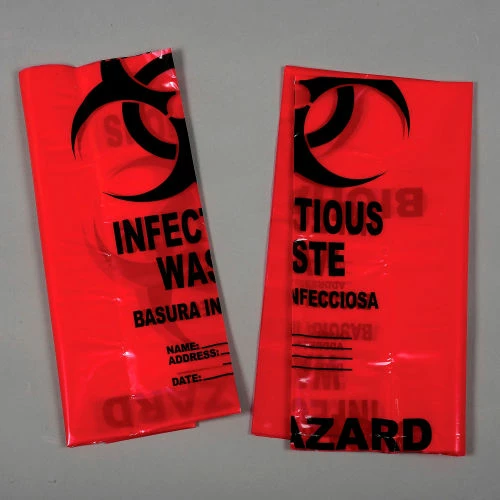 INFECT
WAS
BASURA IN
NAME:
ADDRESS:
DATE:
TIOUS
STE
NFECCIOSA
AZARD